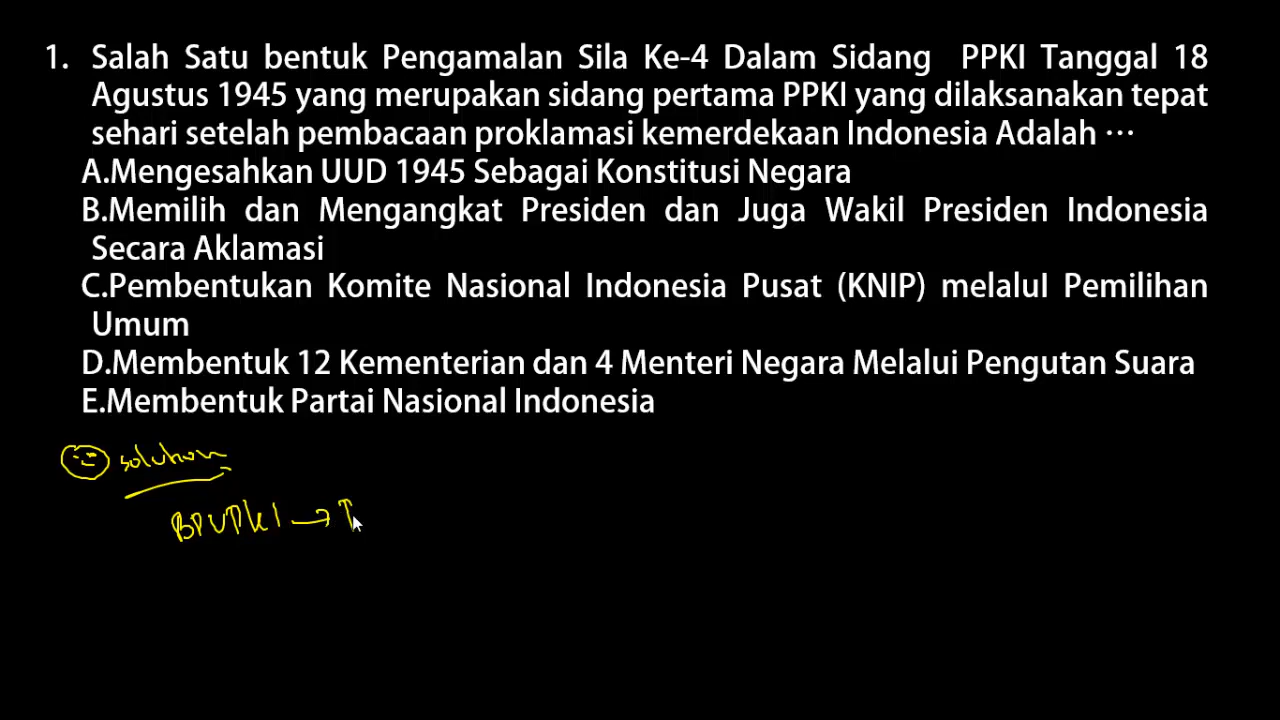 1. Salah Satu bentuk Pengamalan Sila Ke-4 Dalam Sidang PPKI Tanggal 18
Agustus 1945 yang merupakan sidang pertama PPKI yang dilaksanakan tepat
sehari setelah pembacaan proklamasi kemerdekaan Indonesia Adalah ⋯
A.Mengesahkan UUD 1945 Sebagai Konstitusi Negara
B.Memilih dan Mengangkat Presiden dan Juga Wakil Presiden Indonesia
Secara Aklamasi
C.Pembentukan Komite Nasional Indonesia Pusat (KNIP) melaluI Pemilihan
Umum
D.Membentuk 12 Kementerian dan 4 Menteri Negara Melalui Pengutan Suara
E.Membentuk Partai Nasional Indonesia
BPUPKI →